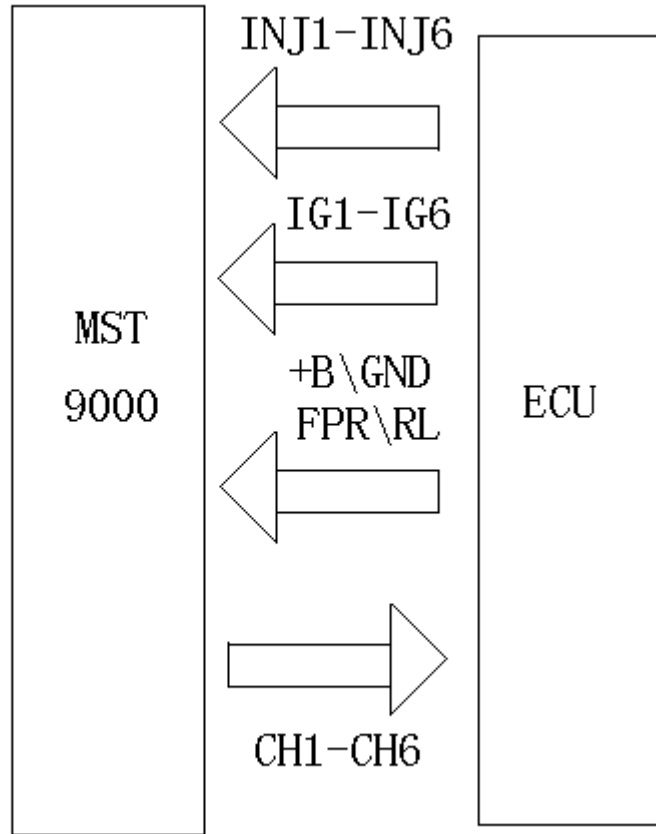 INJ1-INJ6
IG1-IG6
MST
9000
+B\GND
FPR\RL
ECU
CH1-CH6